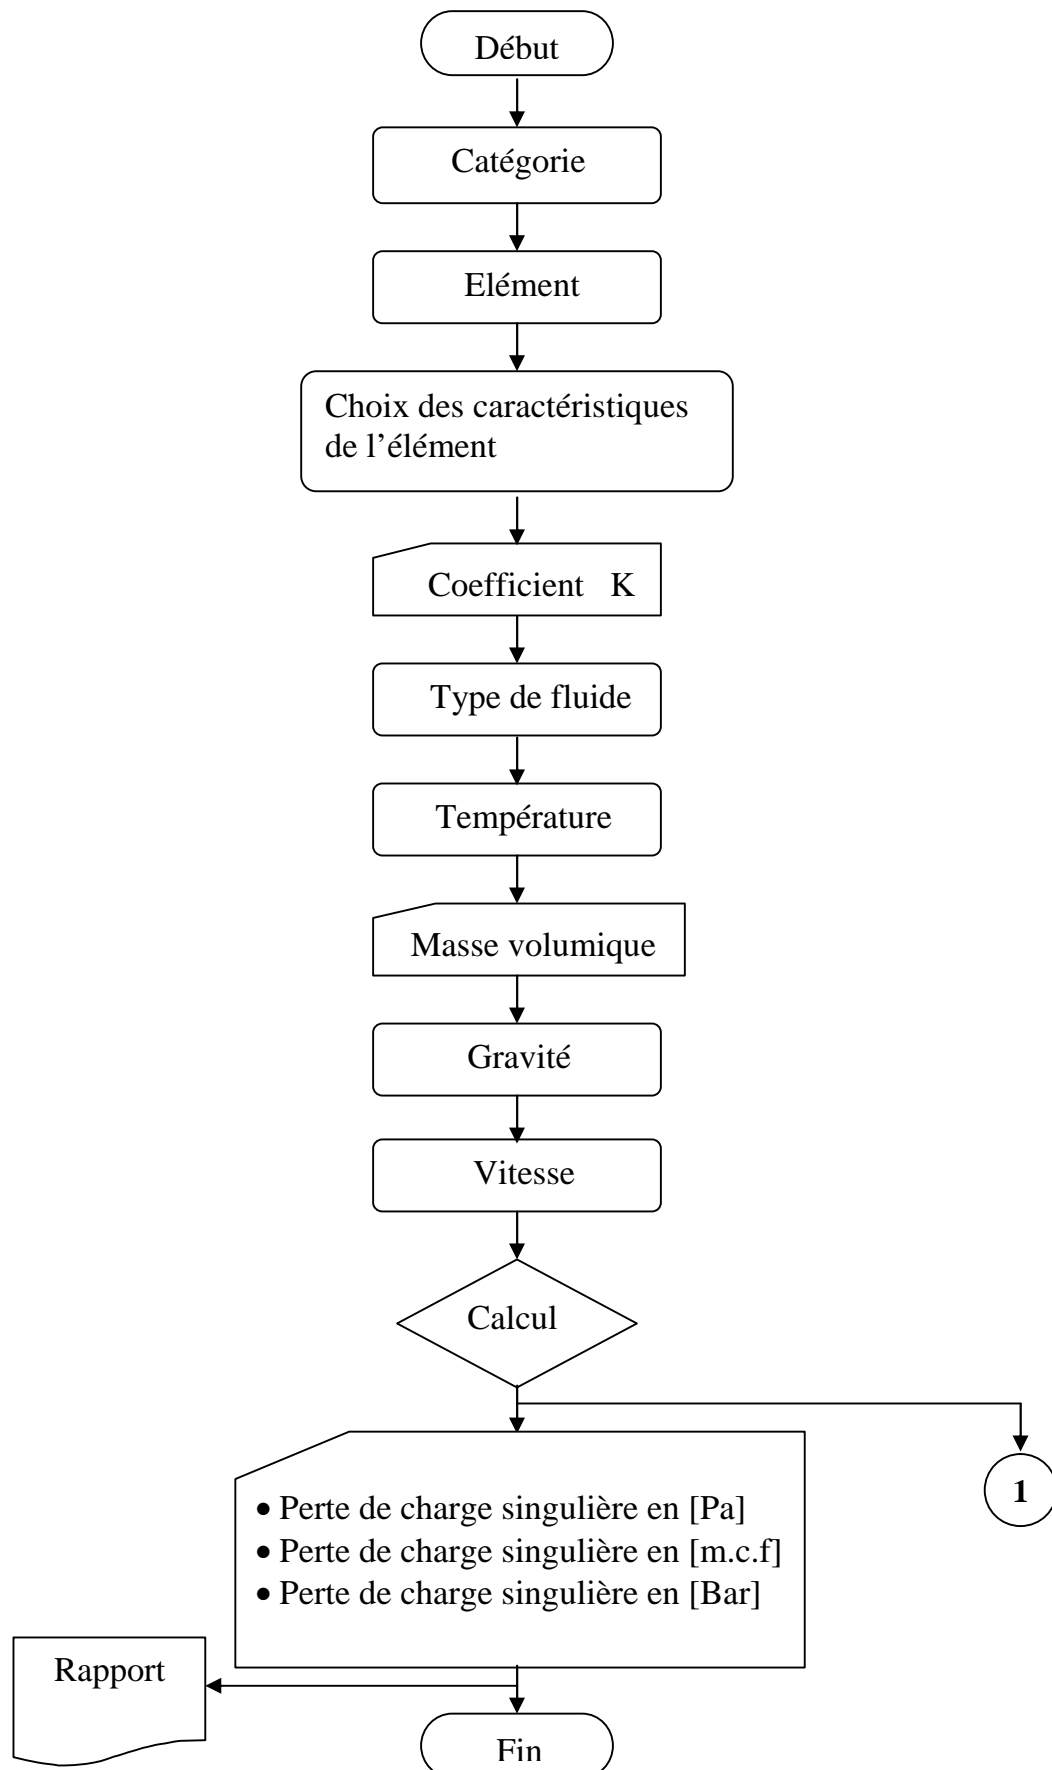 Début
Catégorie
Elément
Choix des caractéristiques
de l’élément
Coefficient K
Type de fluide
Température
Masse volumique
Gravité
Vitesse
Calcul
1
• Perte de charge singulière en [Pa]
• Perte de charge singulière en [m.c.f]
• Perte de charge singulière en [Bar]
Rapport
Fin